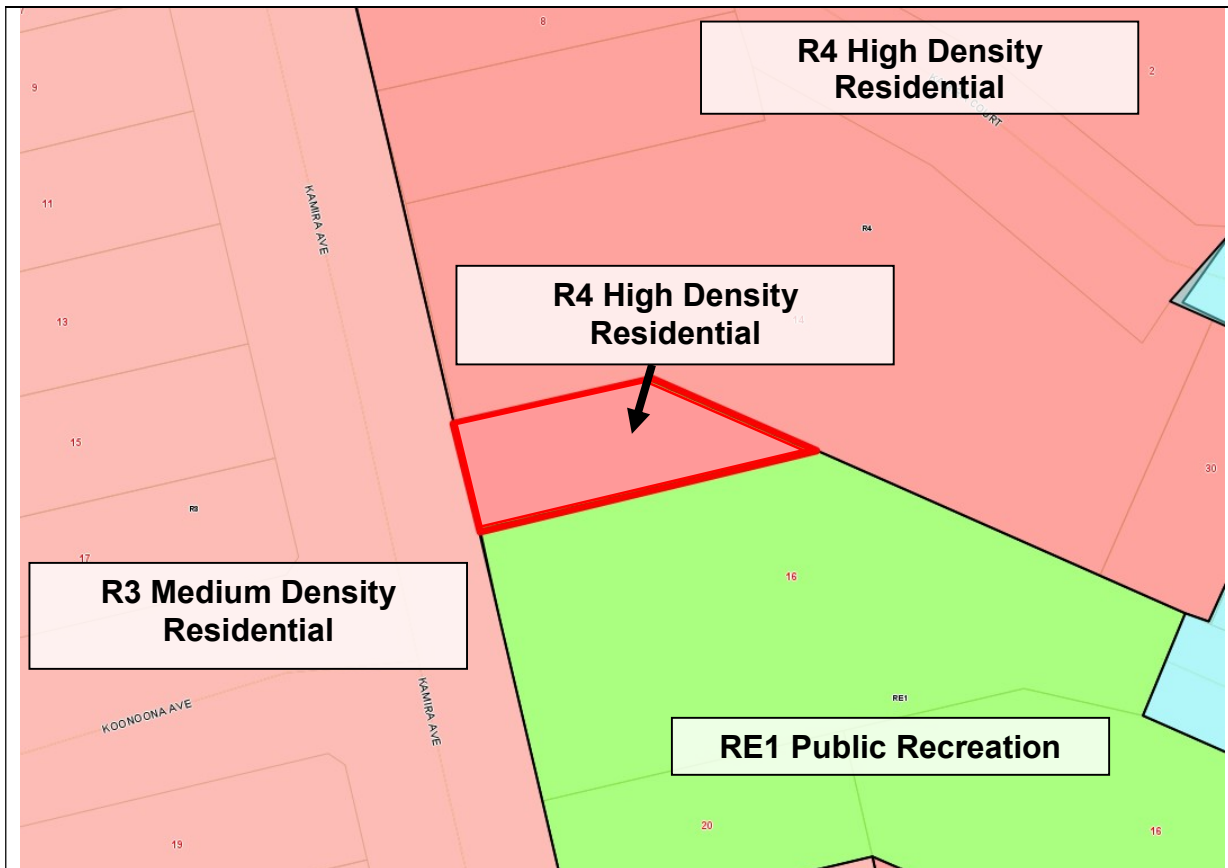 8
R4 High Density
Residential
2
COURT
9
KAMIRA AVE
11
R4
R4 High Density
Residential
14
13
15
30
R3
17
R3 Medium Density
Residential
16
KOONOONA AVE
KAMIRA AVE
RE1
RE1 Public Recreation
20
16
19